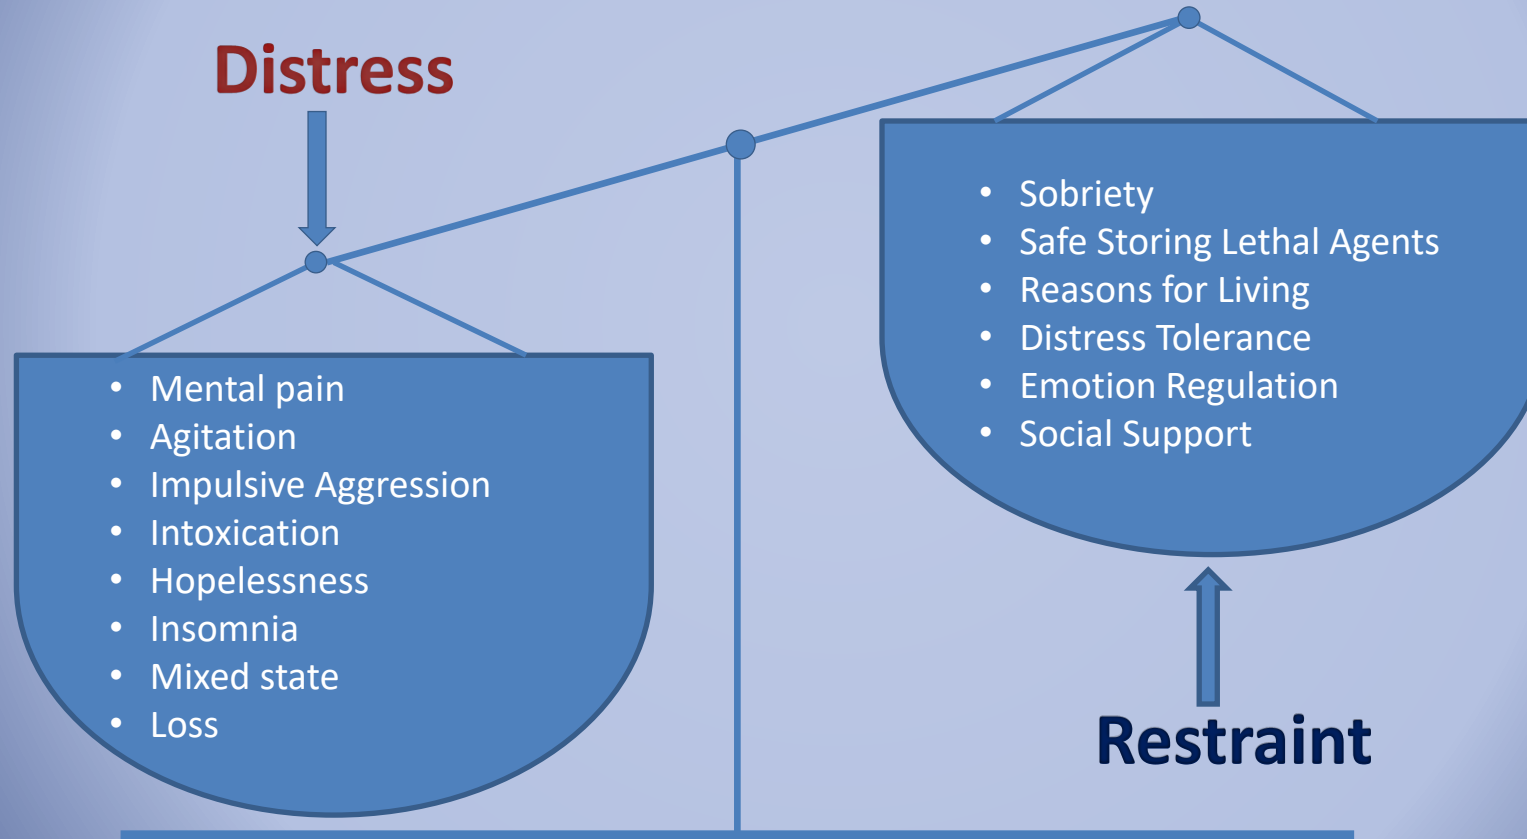 Distress
• Mental pain
• Agitation
• Impulsive Aggression
• Intoxication
• Hopelessness
• Insomnia
• Mixed state
• Loss
• Sobriety
• Safe Storing Lethal Agents
• Reasons for Living
• Distress Tolerance
• Emotion Regulation
• Social Support
Restraint